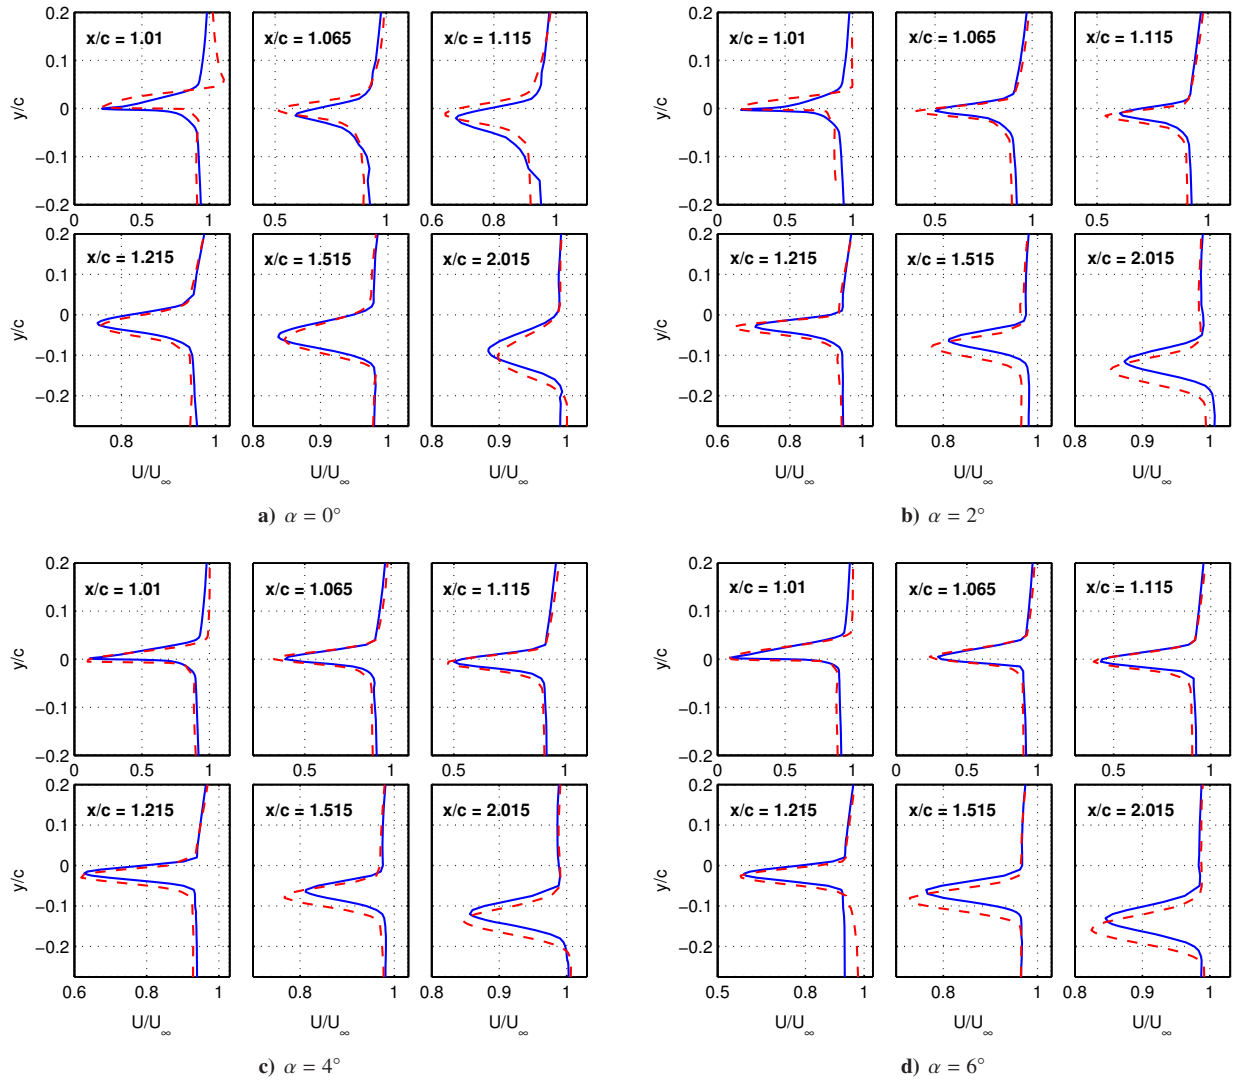 0.2
x/c = 1.01
x/c = 1.065
x/c = 1.115
0.1
0
−0.1
−0.2
y/c
0 0.5 1
0.5 1
0.4 0.6 0.8 1
0.2
x/c = 1.215
x/c = 1.515
x/c = 2.015
0.1
0
−0.1
−0.2
y/c
0.8 1
0.8 0.9 1
0.8 0.9 1
U/U∞ U/U∞ U/U∞
a) α = 0°
0.2
x/c = 1.01
x/c = 1.065
x/c = 1.115
0.1
0
−0.1
−0.2
y/c
0 0.5 1
0.5 1
0.5 1
0.2
x/c = 1.215
x/c = 1.515
x/c = 2.015
0.1
0
−0.1
−0.2
y/c
0.6 0.8 1
0.8 1
0.8 0.9 1
U/U∞ U/U∞ U/U∞
b) α = 2°
0.2
x/c = 1.01
x/c = 1.065
x/c = 1.115
0.1
0
−0.1
−0.2
y/c
0 0.5 1
0.5 1
0.5 1
0.2
x/c = 1.215
x/c = 1.515
x/c = 2.015
0.1
0
−0.1
−0.2
y/c
0.6 0.8 1
0.8 1
0.8 0.9 1
U/U∞ U/U∞ U/U∞
c) α = 4°
0.2
x/c = 1.01
x/c = 1.065
x/c = 1.115
0.1
0
−0.1
−0.2
y/c
0 0.5 1
0 0.5 1
0.5 1
0.2
x/c = 1.215
x/c = 1.515
x/c = 2.015
0.1
0
−0.1
−0.2
y/c
0.5 1
0.8 1
0.8 0.9 1
U/U∞ U/U∞ U/U∞
d) α = 6°